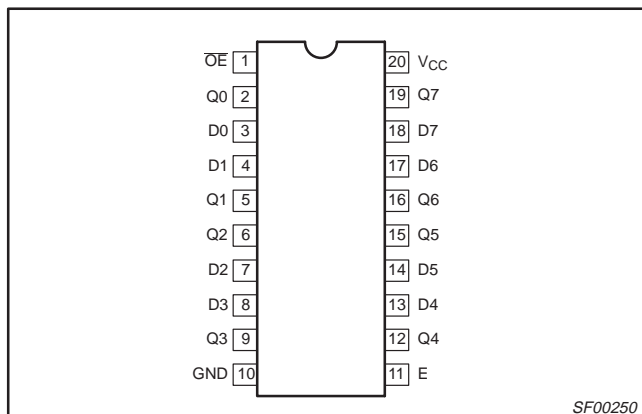 O̅E̅ 1 20 VCC
Q0 2 19 Q7
D0 3 18 D7
D1 4 17 D6
Q1 5 16 Q6
Q2 6 15 Q5
D2 7 14 D5
D3 8 13 D4
Q3 9 12 Q4
GND 10 11 E
SF00250